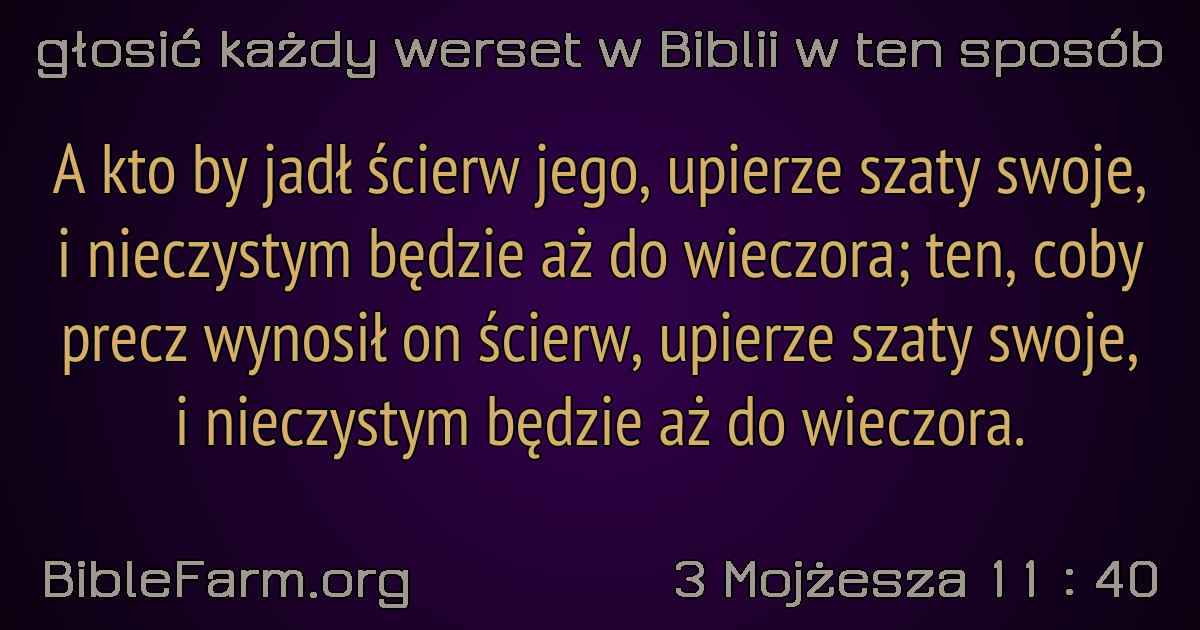 głosić każdy werset w Biblii w ten sposób
A kto by jadł ścierw jego, upierze szaty swoje,
i nieczystym będzie aż do wieczora; ten, coby
precz wynosił on ścierw, upierze szaty swoje,
i nieczystym będzie aż do wieczora.
BibleFarm.org
3 Mojżesza 11 : 40